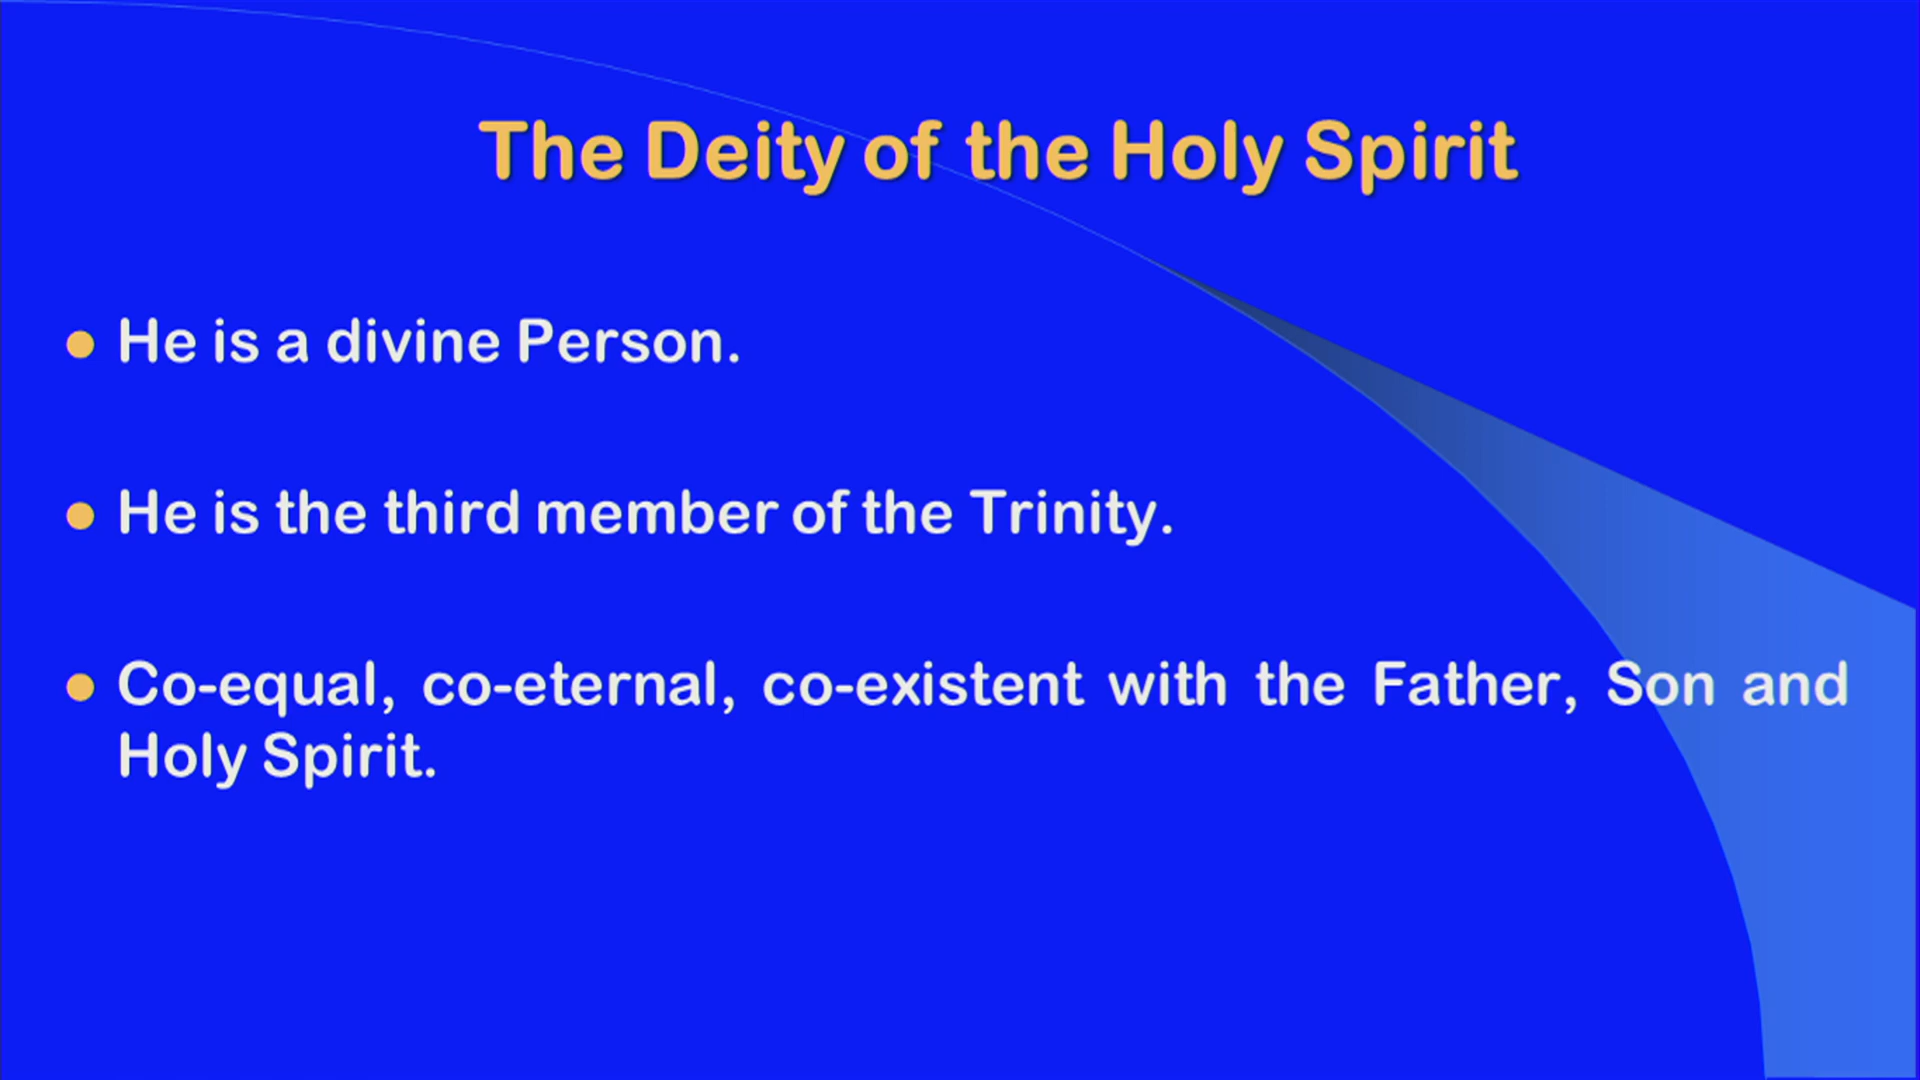 The Deity of the Holy Spirit
He is a divine Person.
He is the third member of the Trinity.
Co-equal, co-eternal, co-existent with the Father, Son and
Holy Spirit.